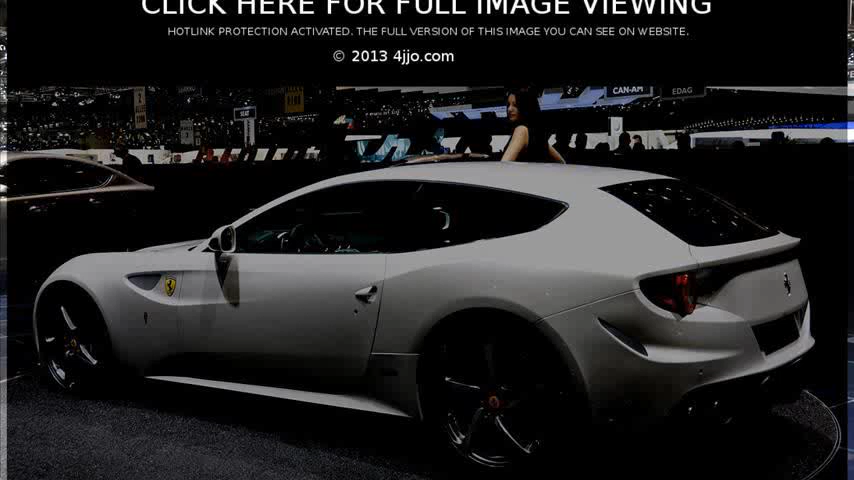 CLICK HERE FOR FULL IMAGE VIEWING
HOTLINK PROTECTION ACTIVATED. THE FULL VERSION OF THIS IMAGE YOU CAN SEE ON WEBSITE.
© 2013 4jjo.com
CAN-AM
EDAG
SEAT